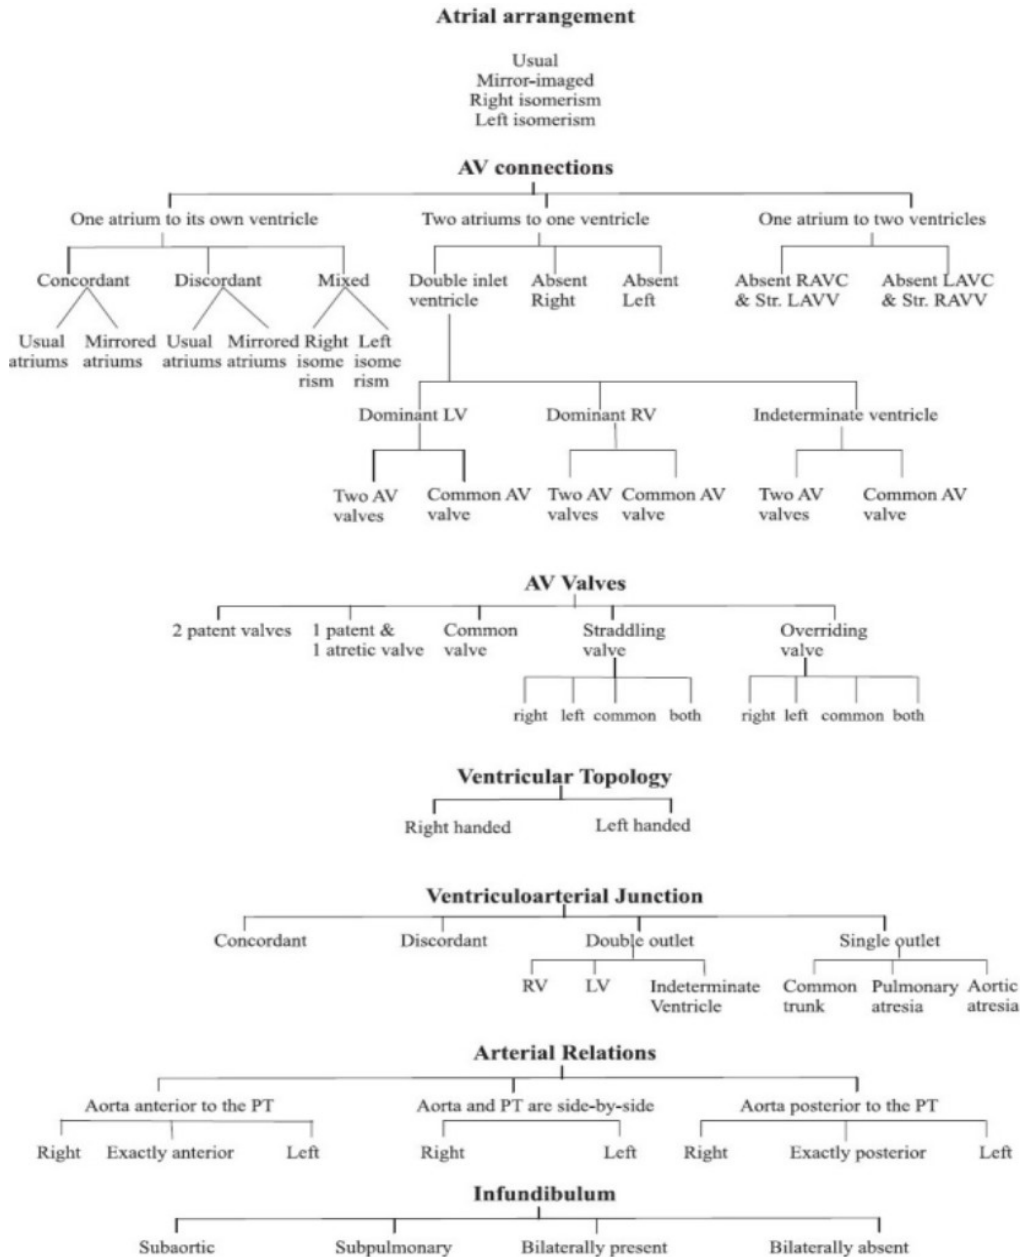 Atrial arrangement
Usual
Mirror-imaged
Right isomerism
Left isomerism
AV connections
One atrium to its own ventricle
Two atriums to one ventricle
One atrium to two ventricles
Concordant
Discordant
Mixed
Double inlet
ventricle
Absent
Right
Absent
Left
Absent RAVC
& Str. LAVV
Absent LAVC
& Str. RAVV
Usual
atriums
Mirrored
atriums
Usual
atriums
Mirrored
atriums
Right
isome
rism
Left
isome
rism
Dominant LV
Dominant RV
Indeterminate ventricle
Two AV
valves
Common AV
valve
Two AV
valves
Common AV
valve
Two AV
valves
Common AV
valve
AV Valves
2 patent valves
1 patent &
1 atretic valve
Common
valve
Straddling
valve
Overriding
valve
right
left
common
both
right
left
common
both
Ventricular Topology
Right handed
Left handed
Ventriculoarterial Junction
Concordant
Discordant
Double outlet
Single outlet
RV
LV
Indeterminate
Ventricle
Common
trunk
Pulmonary
atresia
Aortic
atresia
Arterial Relations
Aorta anterior to the PT
Aorta and PT are side-by-side
Aorta posterior to the PT
Right
Exactly anterior
Left
Right
Left
Right
Exactly posterior
Left
Infundibulum
Subaortic
Subpulmonary
Bilaterally present
Bilaterally absent